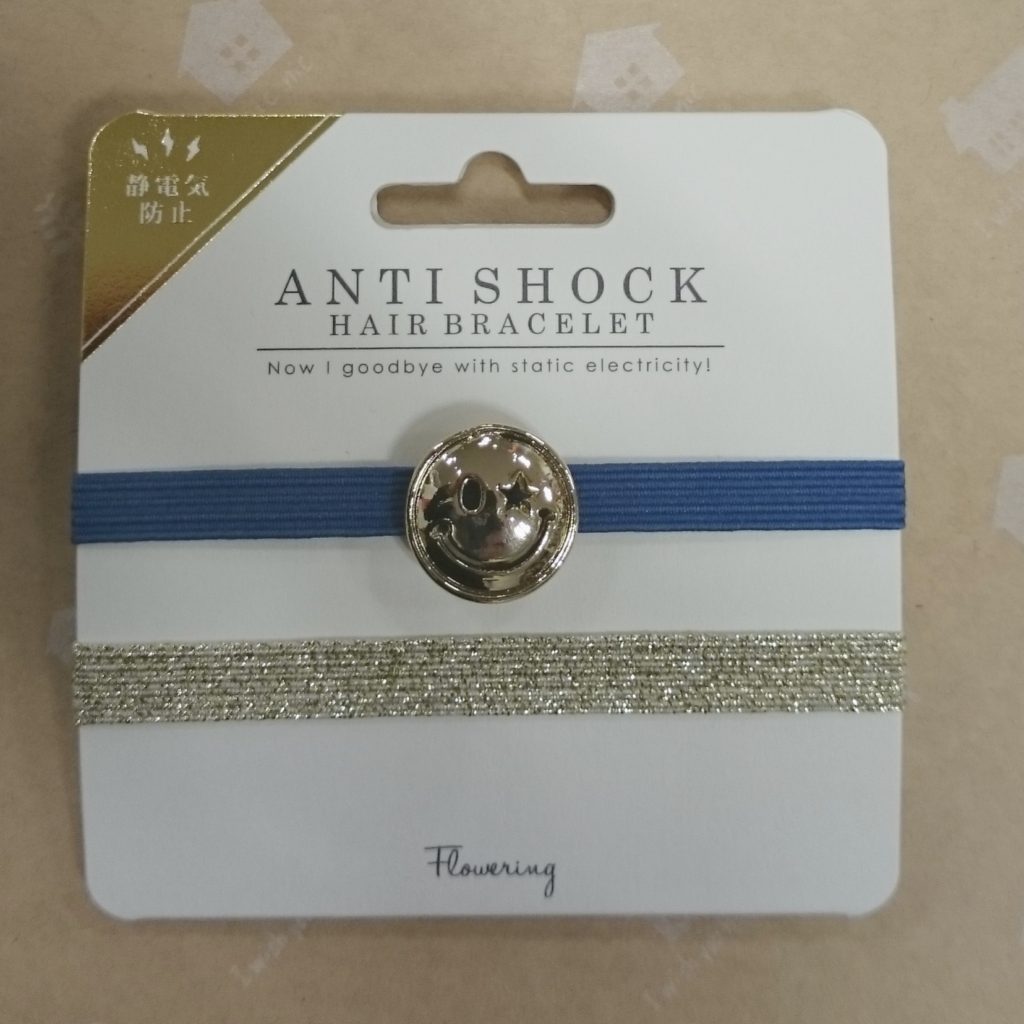 静電気
防止
ANTI SHOCK
HAIR BRACELET
Now I goodbye with static electricity!
Flowering